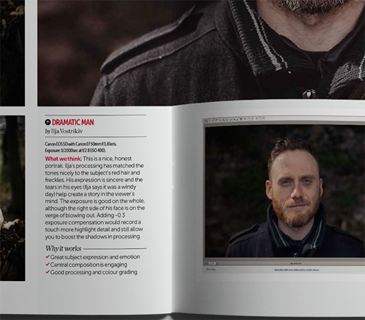 DRAMATIC MAN
by Ilja Vostrikov
Canon EOS 5D with Canon EF 50mm f/1.8 lens.
Exposure: 1/2000sec at f/2.8 (ISO 400).
What we think: This is a nice, honest
portrait. Ilja's processing has matched the
tones nicely to the subject's red hair and
freckles. His expression is sincere and the
tears in his eyes (Ilja says it was a windy
day) help create a story in the viewer's
mind. The exposure is good on the whole,
although the right side of his face is on the
verge of blowing out. Adding -0.3
exposure compensation would record a
touch more highlight detail and still allow
you to boost the shadows in processing.
Why it works
Great subject expression and emotion
Central composition is engaging
Good processing and colour grading